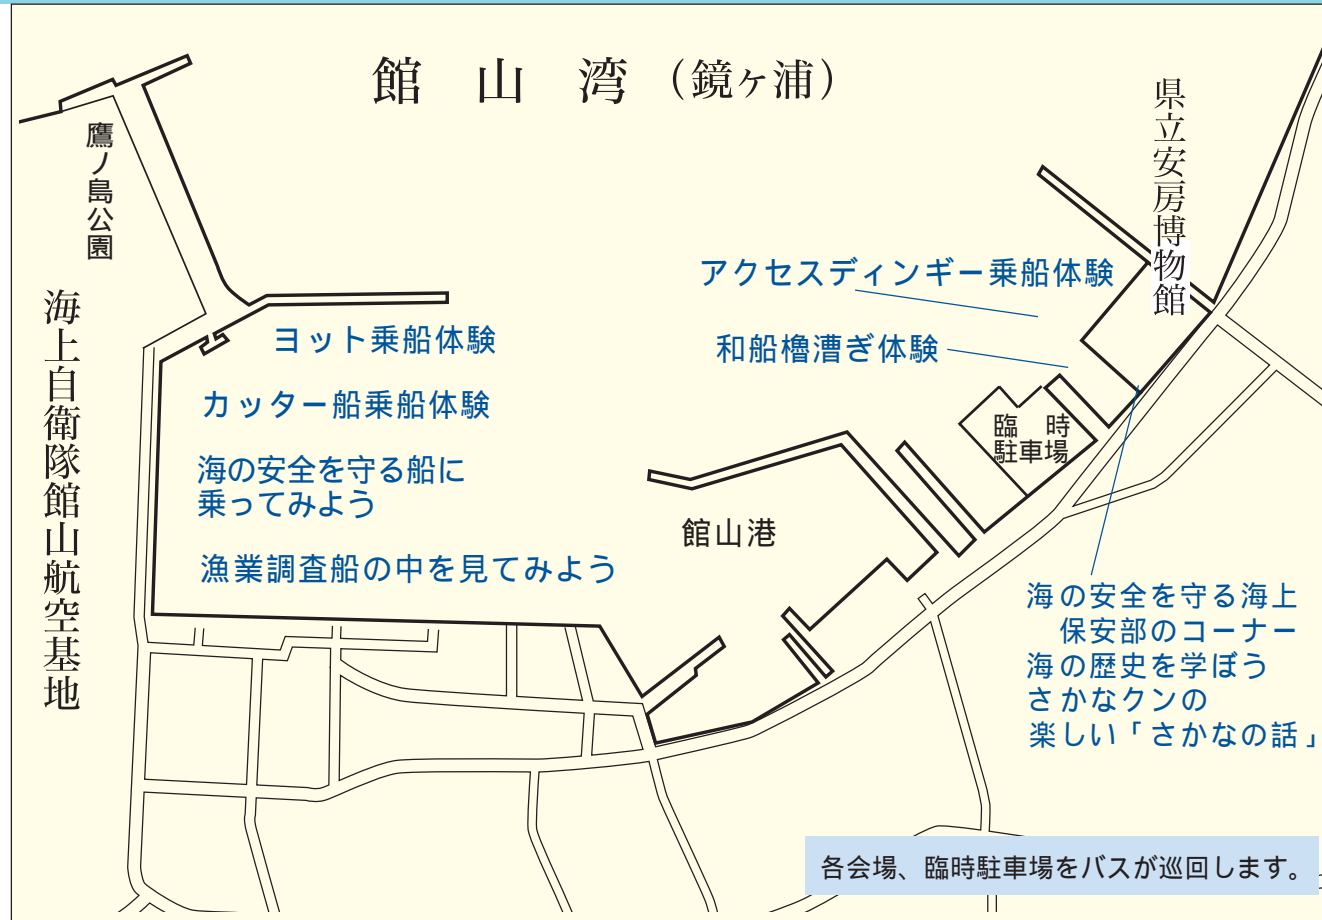 館山湾（鏡ヶ浦）
県立安房博物館
鷹ノ島公園
海上自衛隊館山航空基地
アクセスディンギー乗船体験
ヨット乗船体験
和船櫓漕ぎ体験
カッター船乗船体験
臨時
駐車場
海の安全を守る船に
乗ってみよう
館山港
漁業調査船の中を見てみよう
海の安全を守る海上
保安部のコーナー
海の歴史を学ぼう
さかなクンの
楽しい「さかなの話」
各会場、臨時駐車場をバスが巡回します。